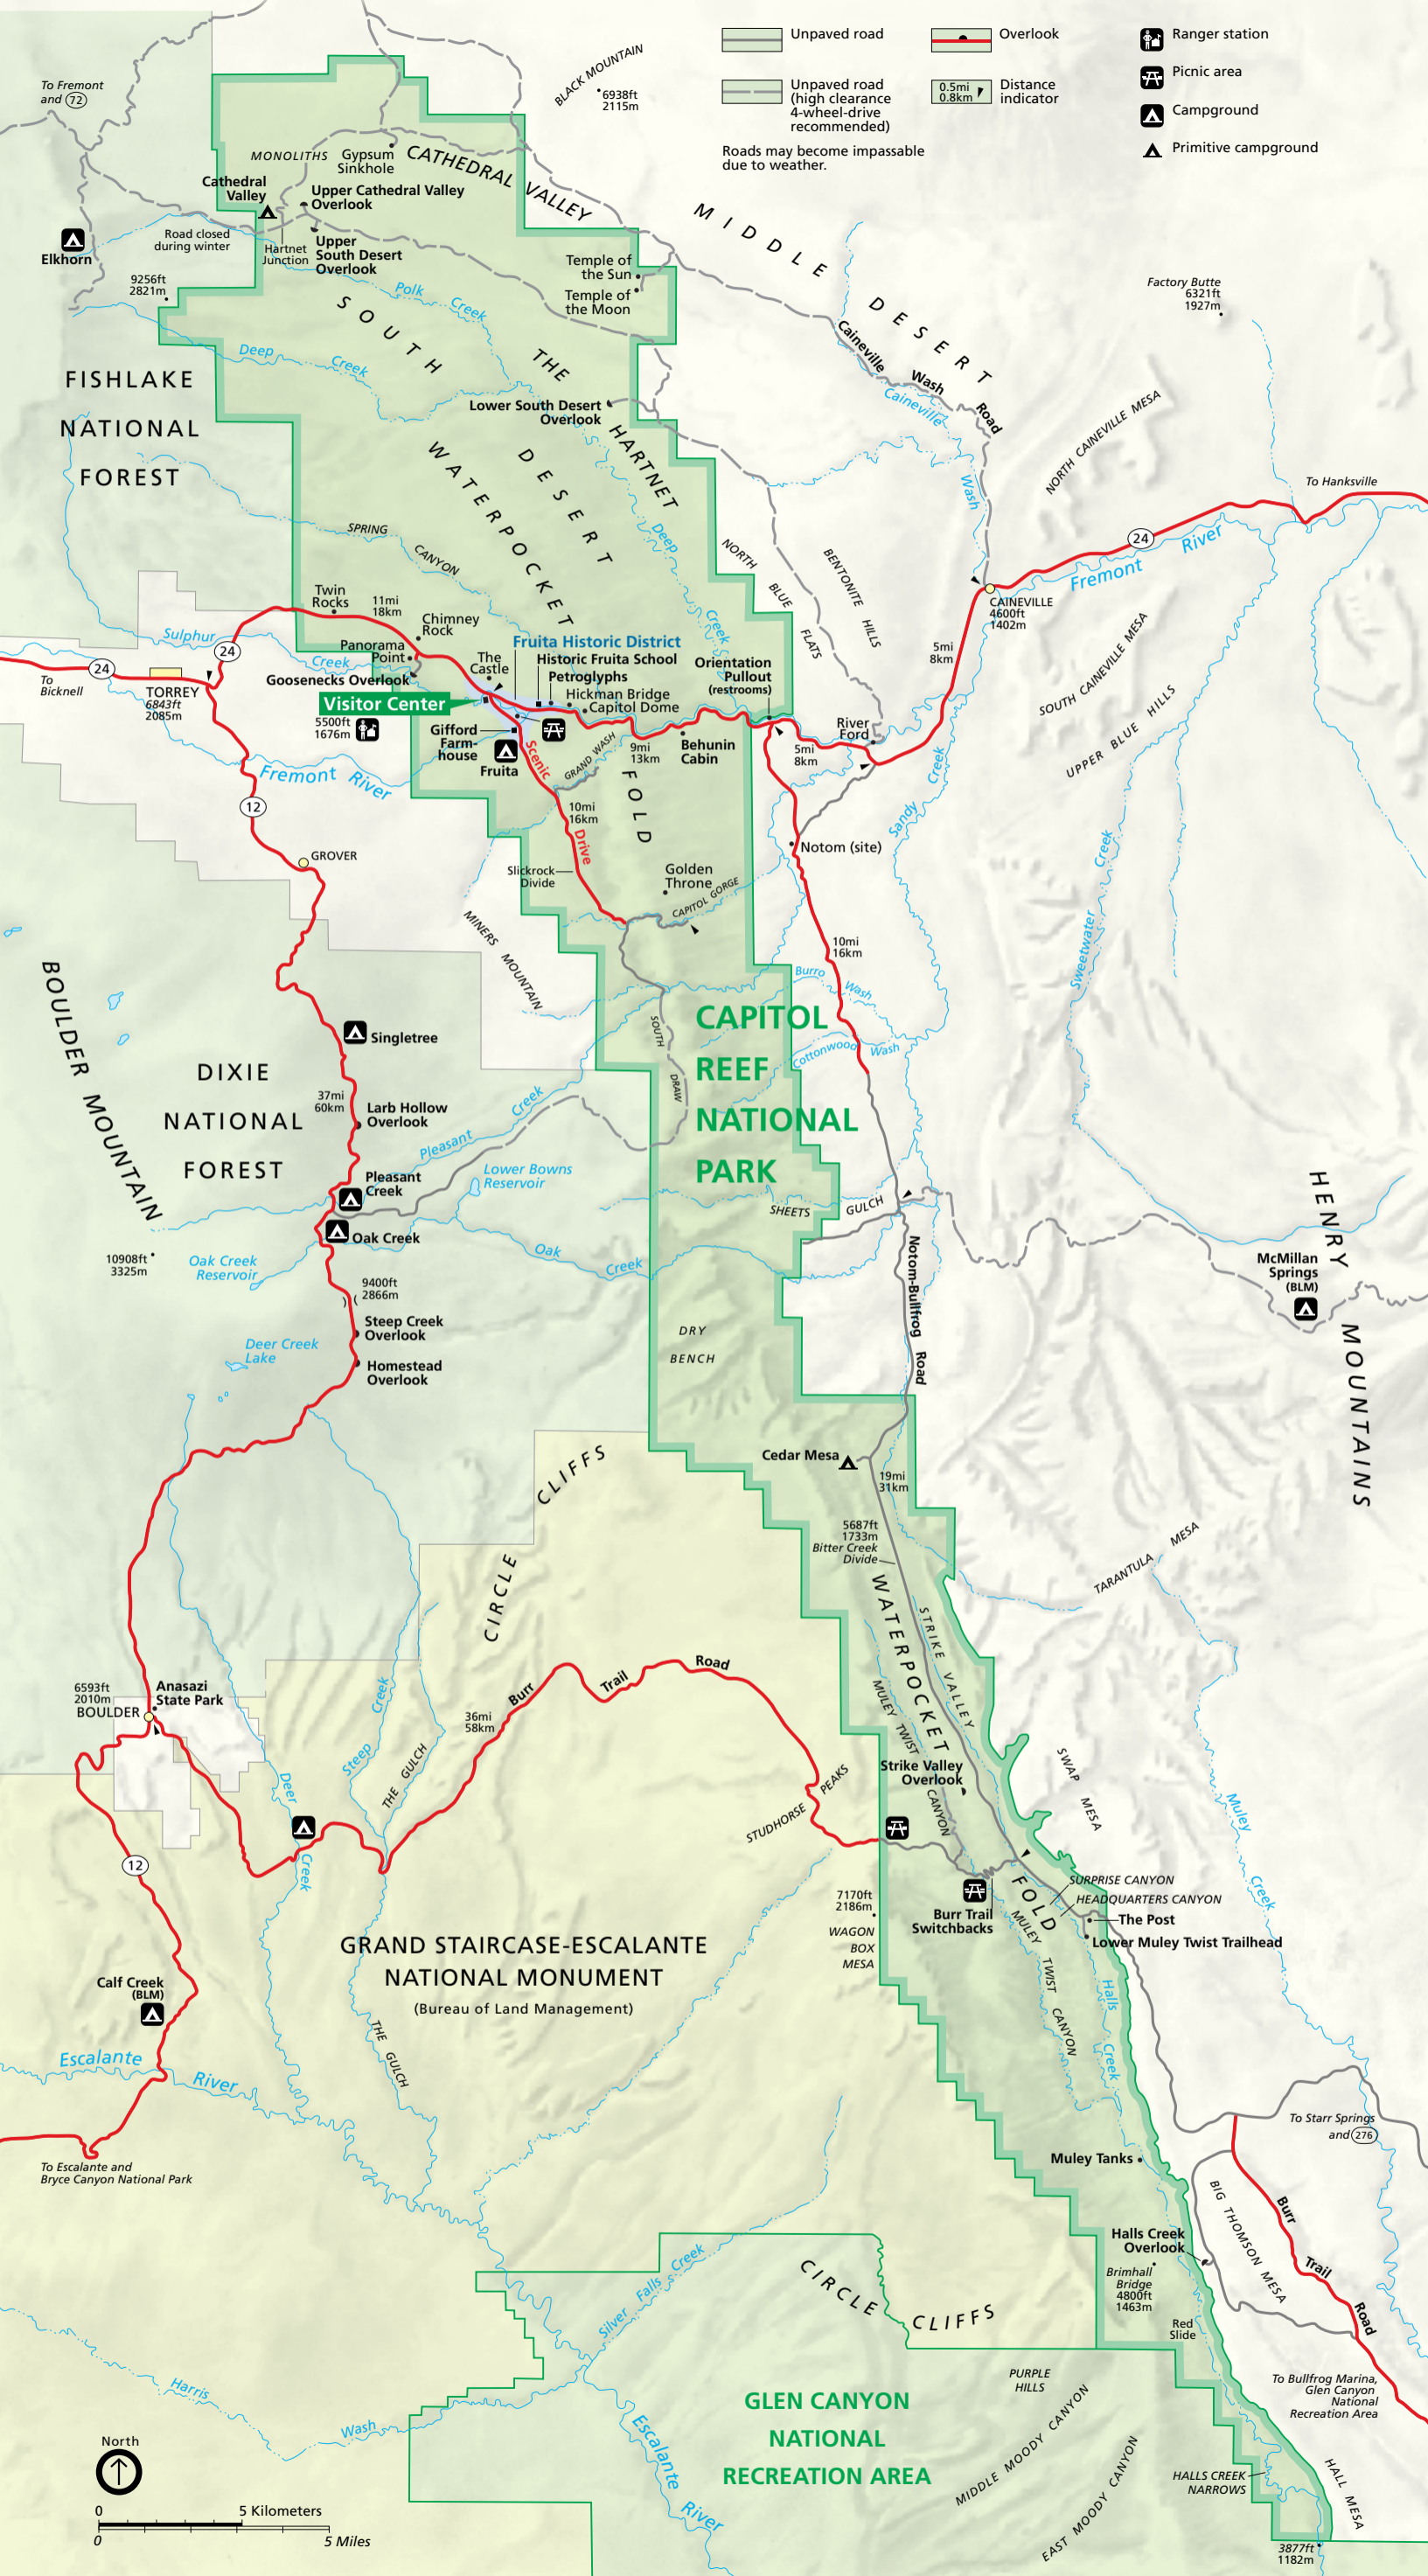 Unpaved road
Overlook
Ranger station
Picnic area
Campground
Primitive campground
Unpaved road
(high clearance
4-wheel-drive
recommended)
0.5mi
0.8km
Distance
indicator
Roads may become impassable
due to weather.
To Fremont
and 72
BLACK MOUNTAIN
6938ft
2115m
MONOLITHS
Gypsum
Sinkhole
CATHEDRAL VALLEY
Cathedral
Valley
Upper Cathedral Valley
Overlook
Road closed
during winter
Hartnet
Junction
Upper
South Desert
Overlook
Elkhorn
9256ft
2821m
Temple of
the Sun
Temple of
the Moon
MIDDLE DESERT
Factory Butte
6321ft
1927m
Polk Creek
SOUTH DESERT
Deep Creek
THE HARTNET
Caineville Wash Road
Caineville Wash
FISHLAKE
NATIONAL
FOREST
Lower South Desert
Overlook
NORTH CAINEVILLE MESA
WATERPOCKET FOLD
To Hanksville
SPRING CANYON
Deep Creek
NORTH BLUE FLATS
BENTONITE HILLS
24
Fremont River
CAINEVILLE
4600ft
1402m
Twin
Rocks
11mi
18km
Chimney
Rock
Sulphur Creek
24
24
Panorama
Point
The
Castle
Fruita Historic District
Historic Fruita School
Petroglyphs
Orientation
Pullout
(restrooms)
To
Bicknell
TORREY
6843ft
2085m
Goosenecks Overlook
Visitor Center
5500ft
1676m
Hickman Bridge
Capitol Dome
Gifford
Farm-
house
Fruita
Scenic Drive
GRAND WASH
9mi
13km
Behunin
Cabin
5mi
8km
River
Ford
5mi
8km
SOUTH CAINEVILLE MESA
UPPER BLUE HILLS
Fremont River
12
10mi
16km
Sandy Creek
GROVER
Slickrock
Divide
Golden
Throne
CAPITOL GORGE
Notom (site)
Sweetwater Creek
MINERS MOUNTAIN
10mi
16km
BOULDER MOUNTAIN
Burro Wash
Cottonwood Wash
CAPITOL
REEF
NATIONAL
PARK
SOUTH DRAW
Singletree
DIXIE
NATIONAL
FOREST
37mi
60km
Larb Hollow
Overlook
Pleasant Creek
Pleasant
Creek
Lower Bowns
Reservoir
Oak Creek
SHEETS GULCH
HENRY MOUNTAINS
10908ft
3325m
Oak Creek
Reservoir
Oak Creek
McMillan
Springs
(BLM)
9400ft
2866m
Steep Creek
Overlook
Deer Creek
Lake
Homestead
Overlook
DRY
BENCH
Notom-Bullfrog Road
CIRCLE CLIFFS
Cedar Mesa
19mi
31km
5687ft
1733m
Bitter Creek
Divide
TARANTULA MESA
WATERPOCKET FOLD
STRIKE VALLEY
MULEY TWIST CANYON
Burr Trail Road
36mi
58km
6593ft
2010m
BOULDER
Anasazi
State Park
Steep Creek
THE GULCH
Deer Creek
Strike Valley
Overlook
SWAP MESA
STUDHORSE PEAKS
Muley Creek
12
7170ft
2186m
WAGON
BOX
MESA
Burr Trail
Switchbacks
SURPRISE CANYON
HEADQUARTERS CANYON
The Post
Lower Muley Twist Trailhead
MULEY TWIST CANYON
Halls Creek
GRAND STAIRCASE-ESCALANTE
NATIONAL MONUMENT
(Bureau of Land Management)
Calf Creek
(BLM)
Escalante River
THE GULCH
To Escalante and
Bryce Canyon National Park
To Starr Springs
and 276
Muley Tanks
BIG THOMSON MESA
Burr Trail Road
Halls Creek
Overlook
Brimhall
Bridge
4800ft
1463m
Red
Slide
Silver Falls Creek
CIRCLE CLIFFS
Harris Wash
PURPLE
HILLS
To Bullfrog Marina,
Glen Canyon
National
Recreation Area
GLEN CANYON
NATIONAL
RECREATION AREA
Escalante River
MIDDLE MOODY CANYON
EAST MOODY CANYON
HALLS CREEK
NARROWS
HALL MESA
3877ft
1182m
North
0 5 Kilometers
0 5 Miles